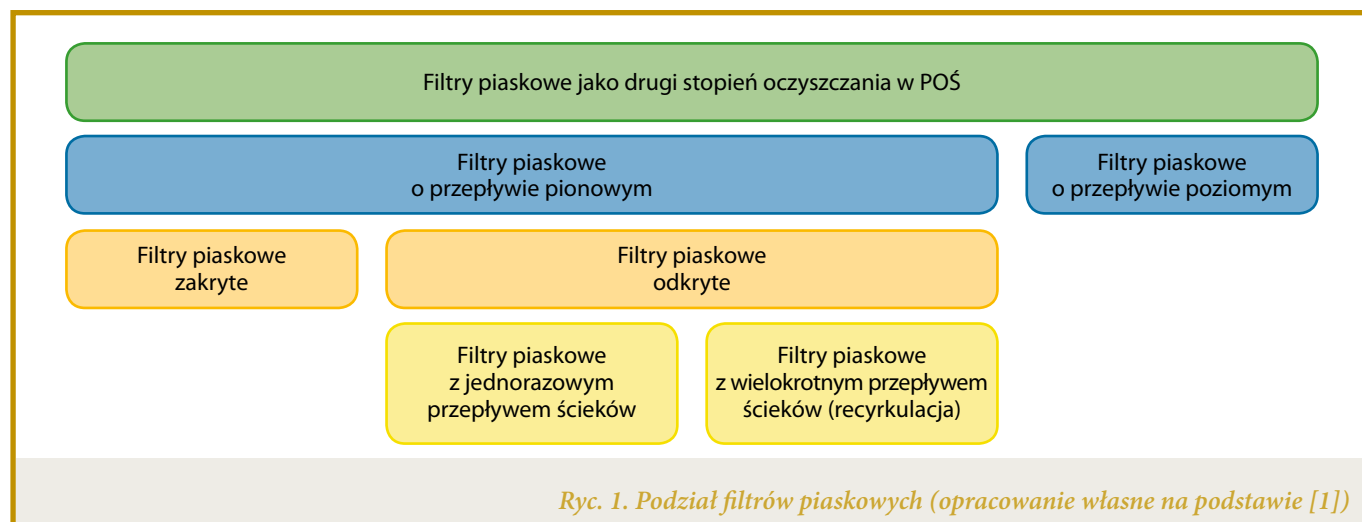 Filtry piaskowe jako drugi stopień oczyszczania w POŚ
Filtry piaskowe
o przepływie pionowym
Filtry piaskowe
o przepływie poziomym
Filtry piaskowe
zakryte
Filtry piaskowe
odkryte
Filtry piaskowe
z jednorazowym
przepływem ścieków
Filtry piaskowe
z wielokrotnym przepływem
ścieków (recyrkulacja)
Ryc. 1. Podział filtrów piaskowych (opracowanie własne na podstawie [1])